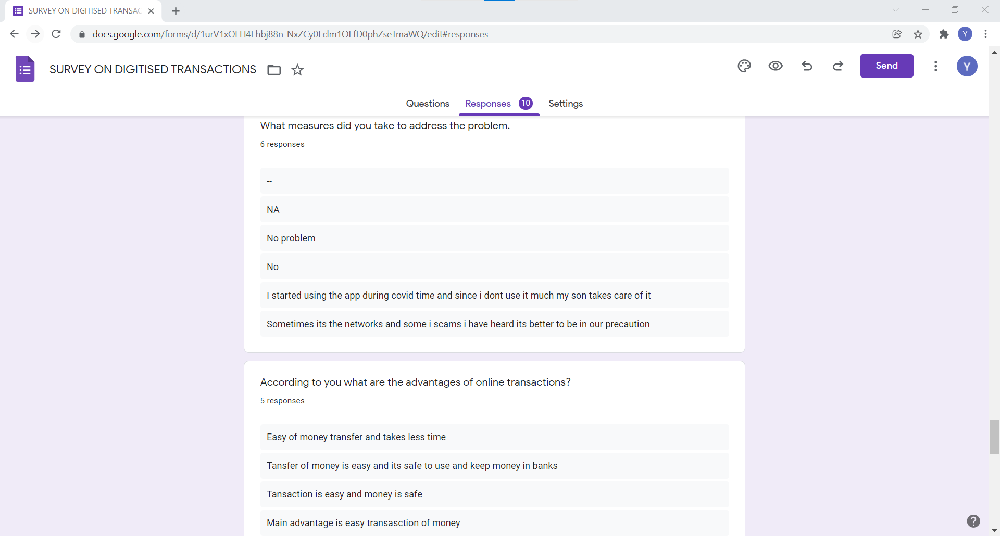 SURVEY ON DIGITISED TRANSAC
docs.google.com/forms/d/1urV1xOFH4Ehbj88n_NxZCy0Fclm1OEfD0phZseTmaWQ/edit#responses
Y
SURVEY ON DIGITISED TRANSACTIONS
Send
Y
Questions
Responses 10
Settings
What measures did you take to address the problem.
6 responses
--
NA
No problem
No
I started using the app during covid time and since i dont use it much my son takes care of it
Sometimes its the networks and some i scams i have heard its better to be in our precaution
According to you what are the advantages of online transactions?
5 responses
Easy of money transfer and takes less time
Tansfer of money is easy and its safe to use and keep money in banks
Tansaction is easy and money is safe
Main advantage is easy transasction of money